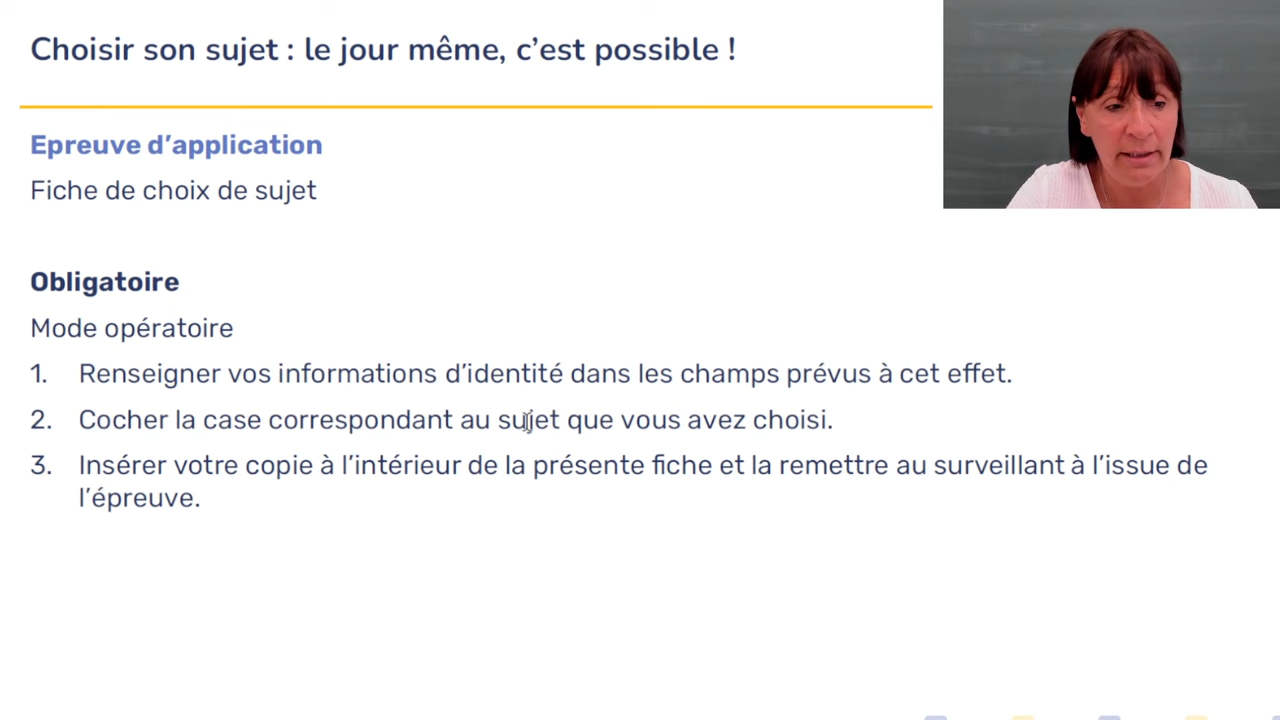 Choisir son sujet : le jour même, c’est possible !
Epreuve d’application
Fiche de choix de sujet
Obligatoire
Mode opératoire
1. Renseigner vos informations d’identité dans les champs prévus à cet effet.
2. Cocher la case correspondant au sujet que vous avez choisi.
3. Insérer votre copie à l’intérieur de la présente fiche et la remettre au surveillant à l’issue de
l’épreuve.